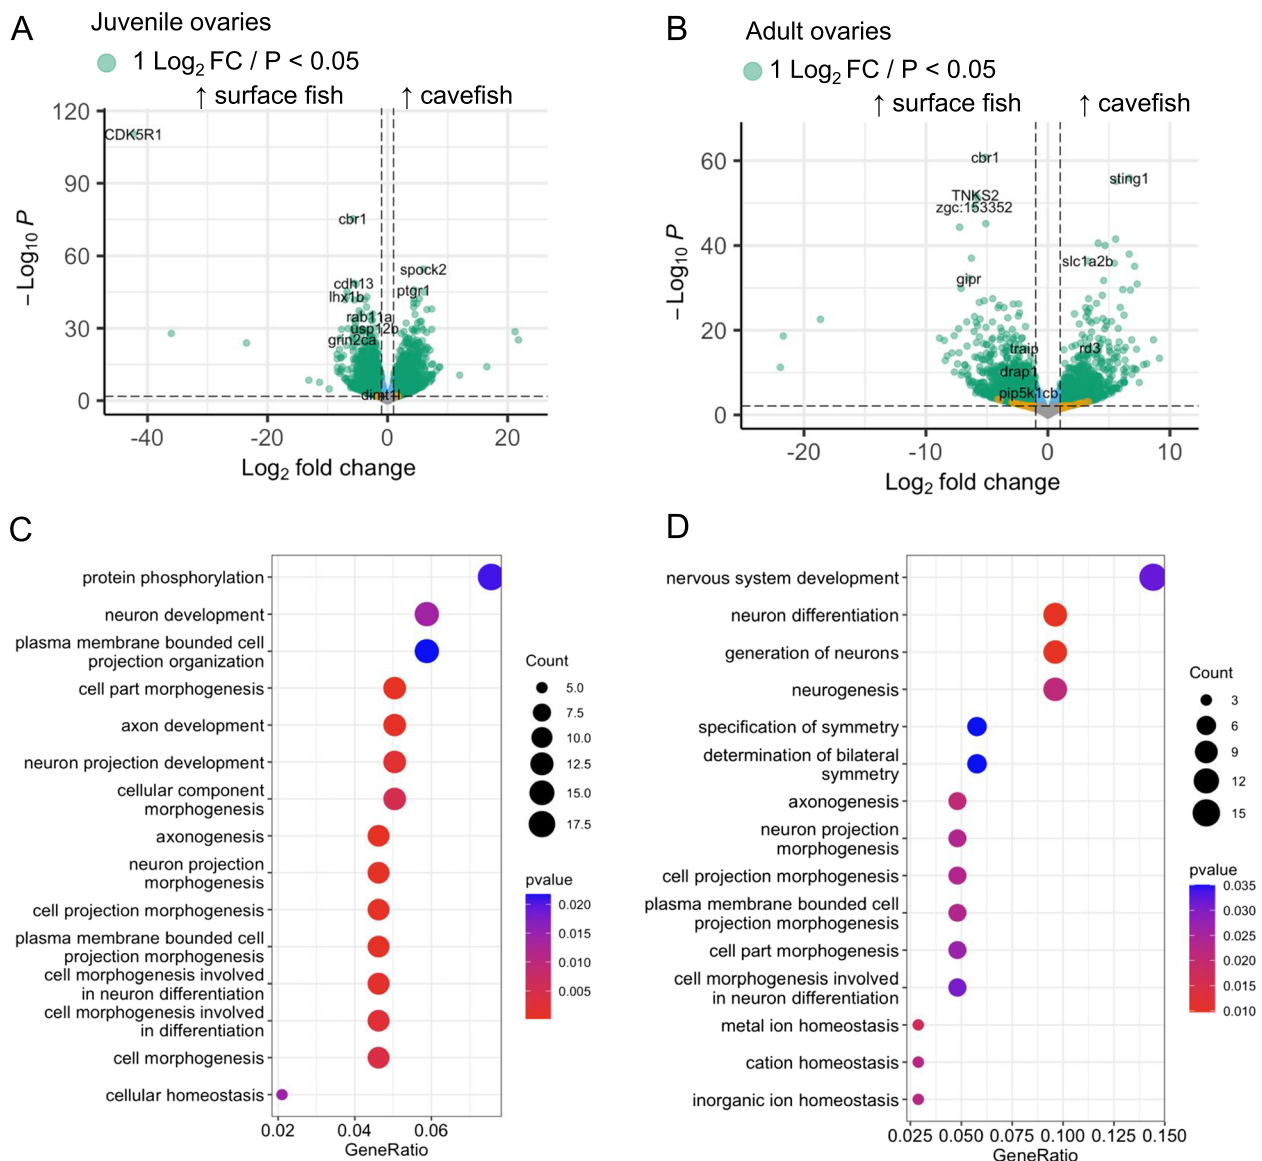 A
Juvenile ovaries
1 Log2 FC / P < 0.05
↑ surface fish
↑ cavefish
120
90
60
30
0
− Log10 P
CDK5R1
cbr1
spock2
cdh13
ptgr1
lhx1b
rab11a
usp12b
grin2ca
dimt1l
-40
-20
0
20
Log2 fold change
B
Adult ovaries
1 Log2 FC / P < 0.05
↑ surface fish
↑ cavefish
60
40
20
0
− Log10 P
cbr1
sting1
TNKS2
zgc:153352
slc1a2b
gipr
traip
rd3
drap1
pip5k1cb
-20
-10
0
10
Log2 fold change
C
protein phosphorylation
neuron development
plasma membrane bounded cell
projection organization
cell part morphogenesis
axon development
neuron projection development
cellular component
morphogenesis
axonogenesis
neuron projection
morphogenesis
cell projection morphogenesis
plasma membrane bounded cell
projection morphogenesis
cell morphogenesis involved
in neuron differentiation
cell morphogenesis involved
in differentiation
cell morphogenesis
cellular homeostasis
0.02
0.04
0.06
GeneRatio
Count
5.0
7.5
10.0
12.5
15.0
17.5
pvalue
0.020
0.015
0.010
0.005
D
nervous system development
neuron differentiation
generation of neurons
neurogenesis
specification of symmetry
determination of bilateral
symmetry
axonogenesis
neuron projection
morphogenesis
cell projection morphogenesis
plasma membrane bounded cell
projection morphogenesis
cell part morphogenesis
cell morphogenesis involved
in neuron differentiation
metal ion homeostasis
cation homeostasis
inorganic ion homeostasis
0.025
0.050
0.075
0.100
0.125
0.150
GeneRatio
Count
3
6
9
12
15
pvalue
0.035
0.030
0.025
0.020
0.015
0.010